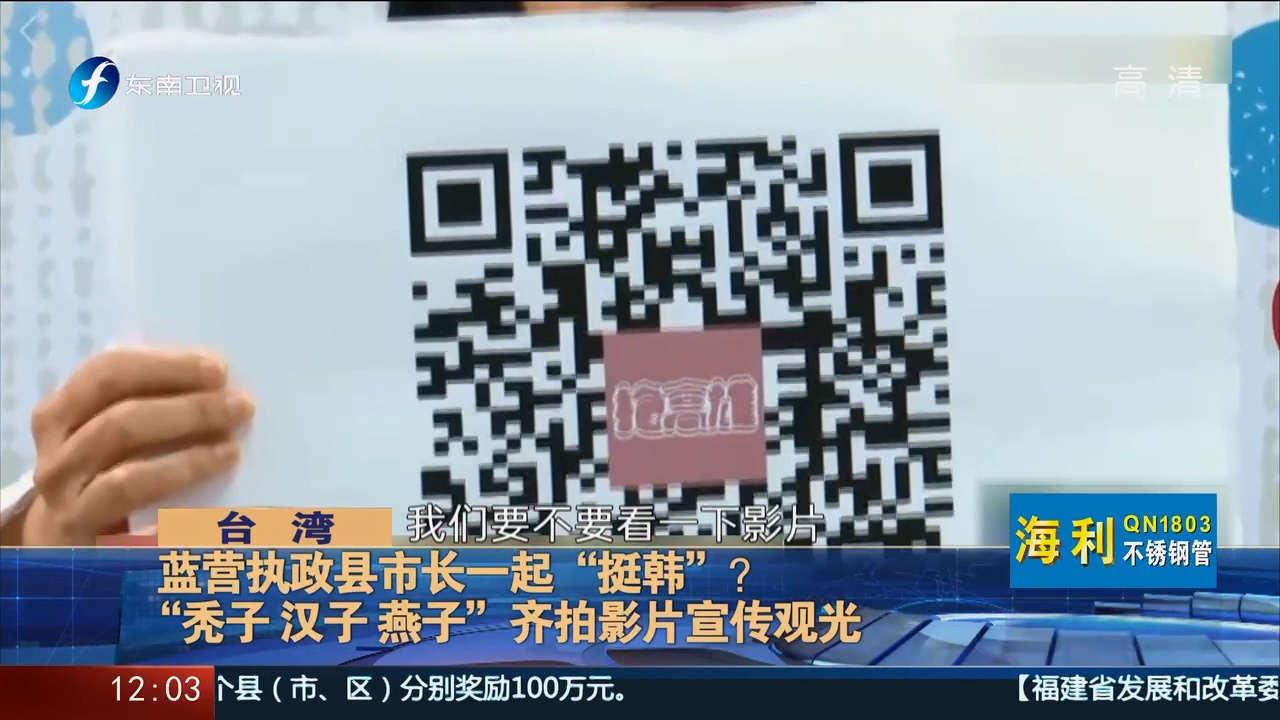 东南卫视
高清
抢高雄
台湾
我们要不要看一下影片
海利
QN1803
不锈钢管
蓝营执政县市长一起“挺韩”?
“秃子 汉子 燕子”齐拍影片宣传观光
12:03
个县(市、区)分别奖励100万元。
【福建省发展和改革委